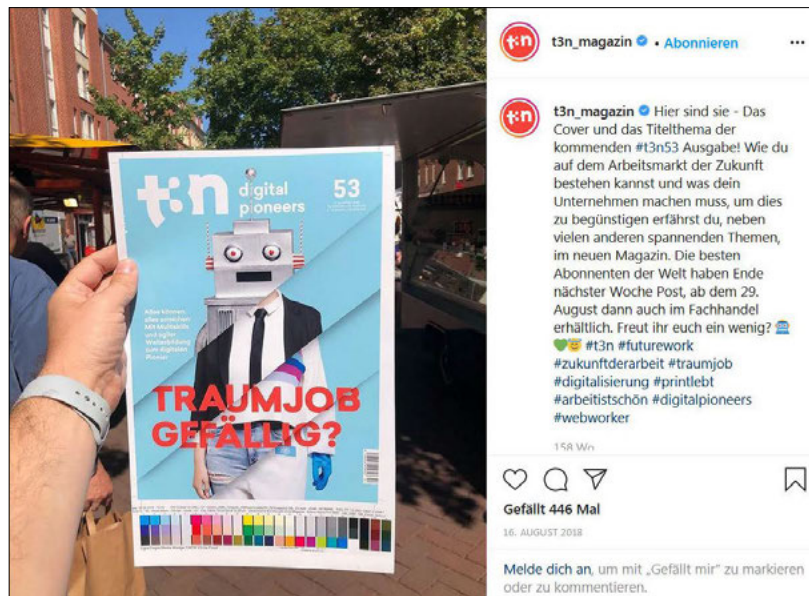 t3n digital
pioneers
53
Alles können,
alles erreichen:
Mit Multiskills
und agiler
Weiterbildung
zum digitalen
Pionier
TRAUMJOB
GEFÄLLIG?
t3n
t3n_magazin • Abonnieren
t3n
t3n_magazin Hier sind sie - Das
Cover und das Titelthema der
kommenden #t3n53 Ausgabe! Wie du
auf dem Arbeitsmarkt der Zukunft
bestehen kannst und was dein
Unternehmen machen muss, um dies
zu begünstigen erfährst du, neben
vielen anderen spannenden Themen,
im neuen Magazin. Die besten
Abonnenten der Welt haben Ende
nächster Woche Post, ab dem 29.
August dann auch im Fachhandel
erhältlich. Freut ihr euch ein wenig?
#t3n #futurework
#zukunftderarbeit #traumjob
#digitalisierung #printlebt
#arbeitistschön #digitalpioneers
#webworker
158 Wo
Gefällt 446 Mal
16. AUGUST 2018
Melde dich an, um mit „Gefällt mir" zu markieren
oder zu kommentieren.